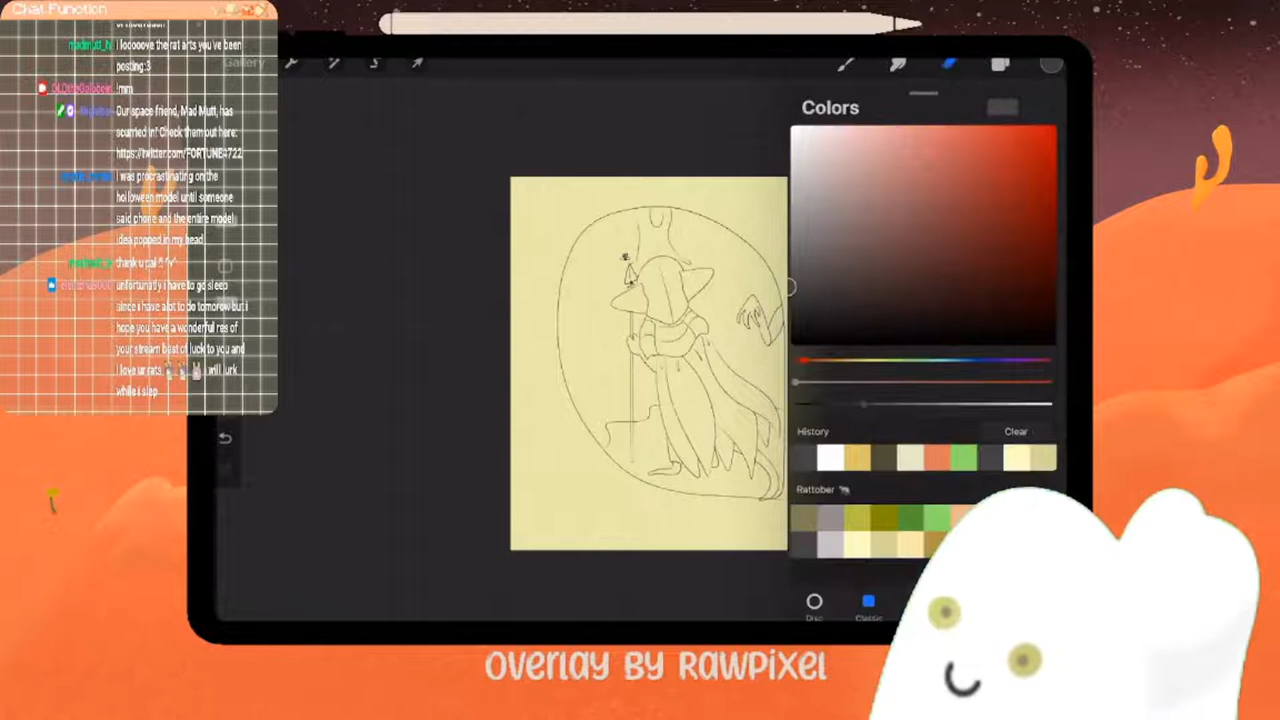 Chat Function
i looooove the rat arts you've been
posting:3
!mm
Our space friend, Mad Mutt, has
scurried in! Check them out here:
https://twitter.com/FORTUNE4722
i was procrastinating on the
holloween model until someone
said phone and the entire model
idea popped in my head
thank u pal !! ^v^
unfortunatly i have to go sleep
since i have alot to do tomorow but i
hope you have a wonderful res of
your stream best of luck to you and
i love ur rats
i will lurk
while i slep
Gallery
Colors
History
Clear
Rattober
Disc
Classic
Overlay by Rawpixel